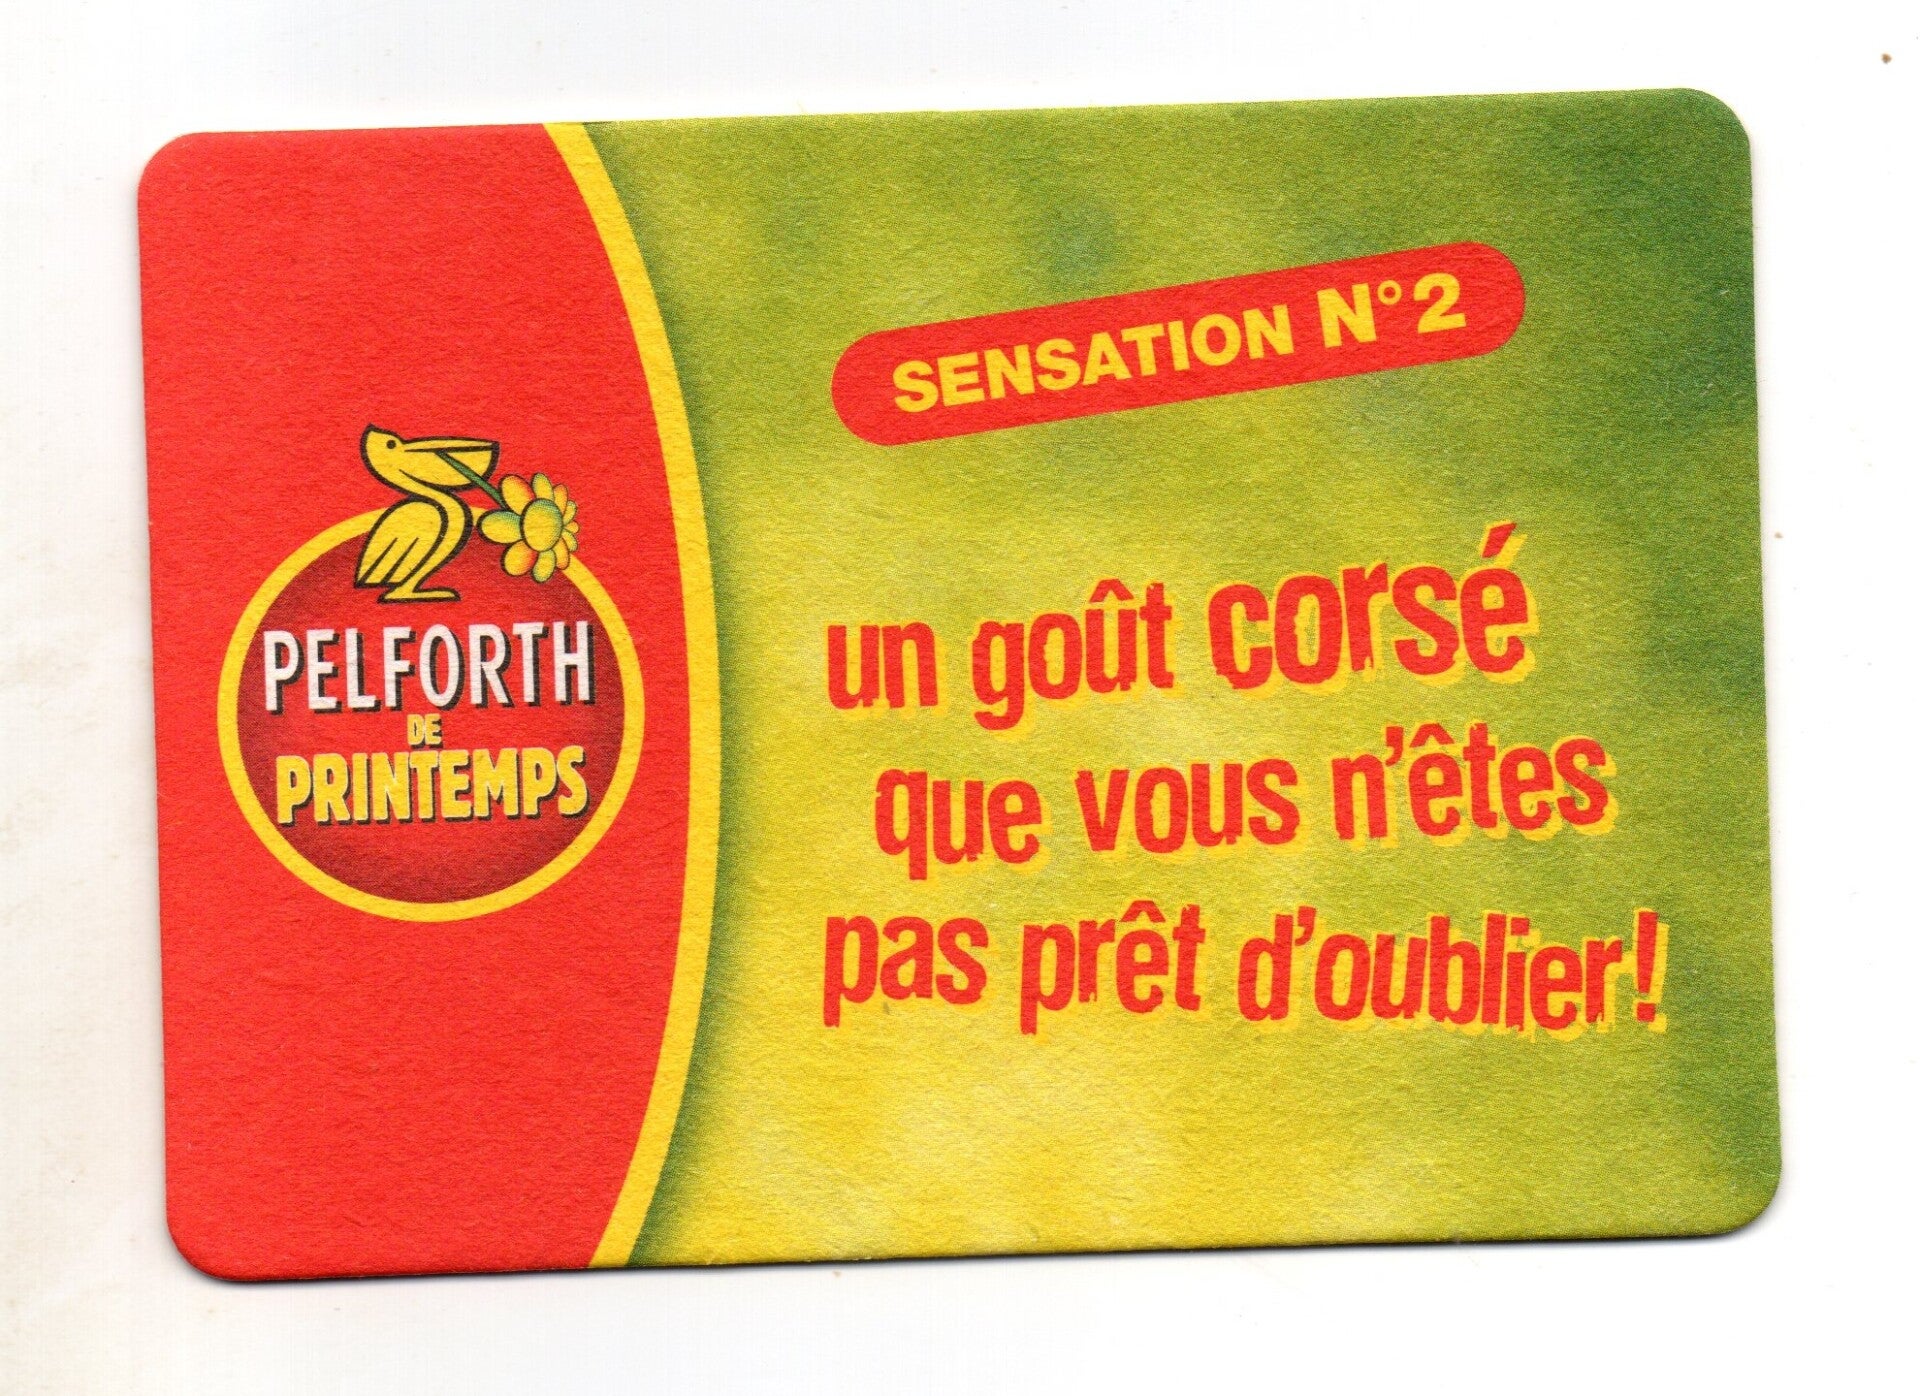 PELFORTH
DE
PRINTEMPS
SENSATION N°2
un goût corsé
que vous n'êtes
pas prêt d'oublier!